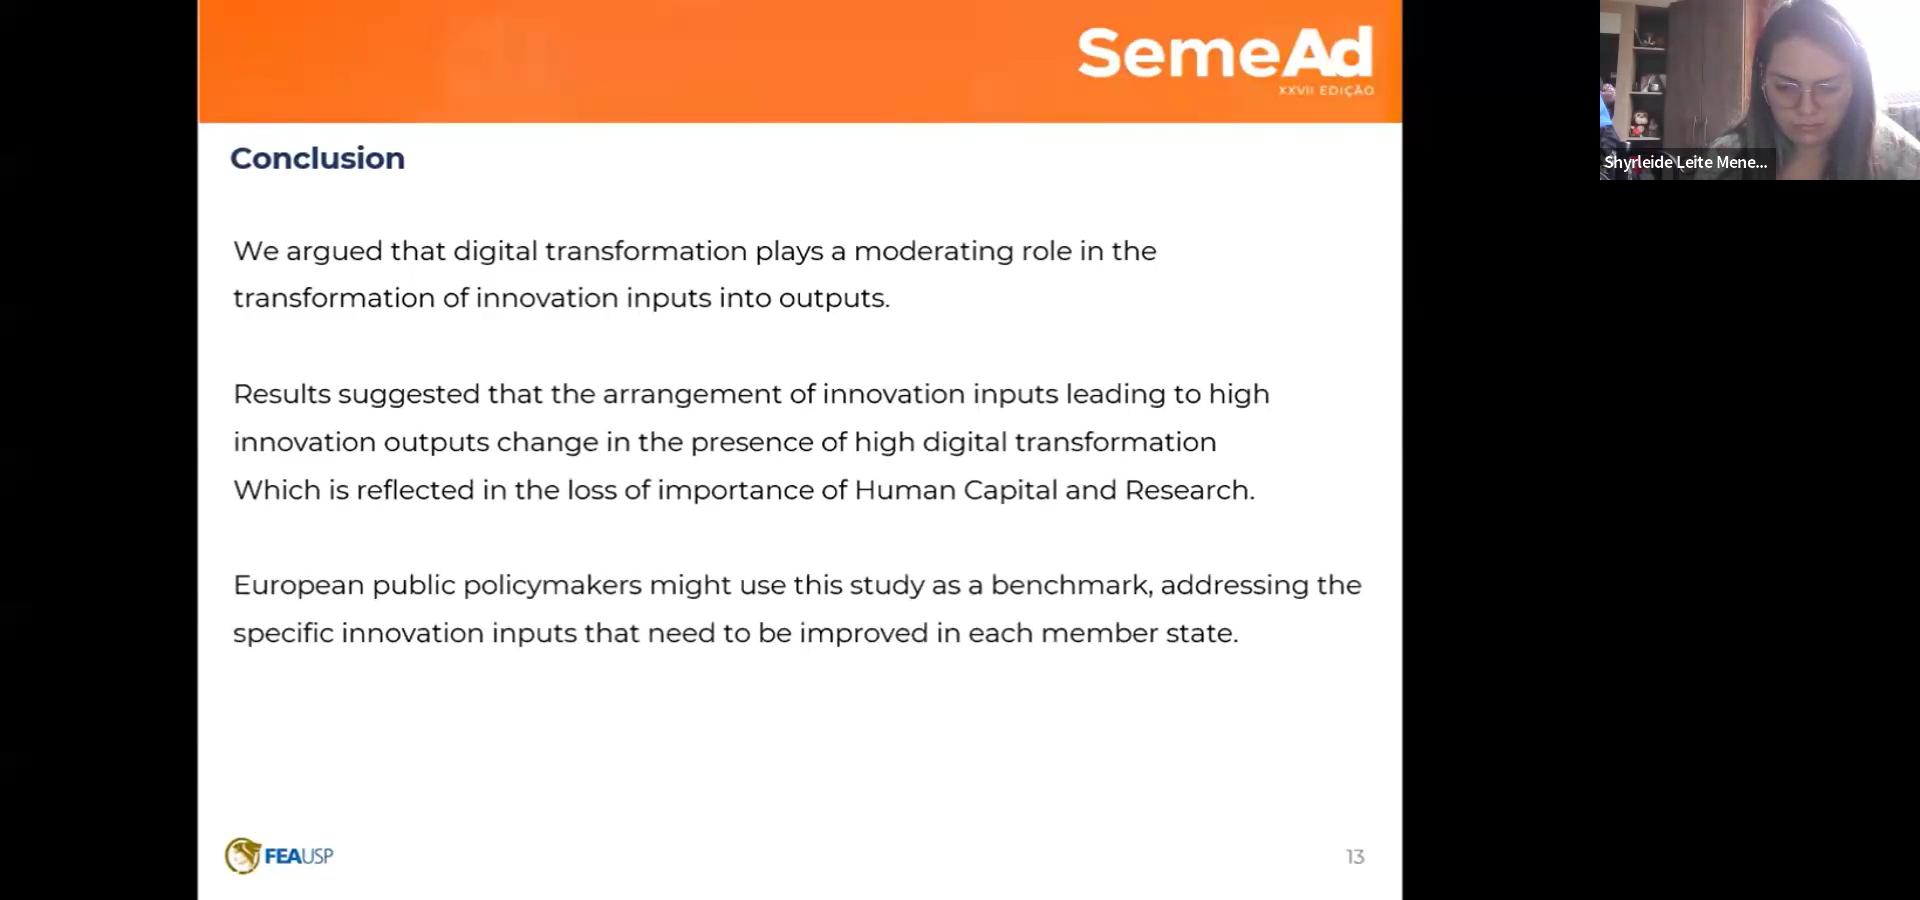 SemeAd
XXVII EDIÇÃO
Conclusion
We argued that digital transformation plays a moderating role in the
transformation of innovation inputs into outputs.
Results suggested that the arrangement of innovation inputs leading to high
innovation outputs change in the presence of high digital transformation
Which is reflected in the loss of importance of Human Capital and Research.
European public policymakers might use this study as a benchmark, addressing the
specific innovation inputs that need to be improved in each member state.
FEAUSP
13
Shyrleide Leite Mene...